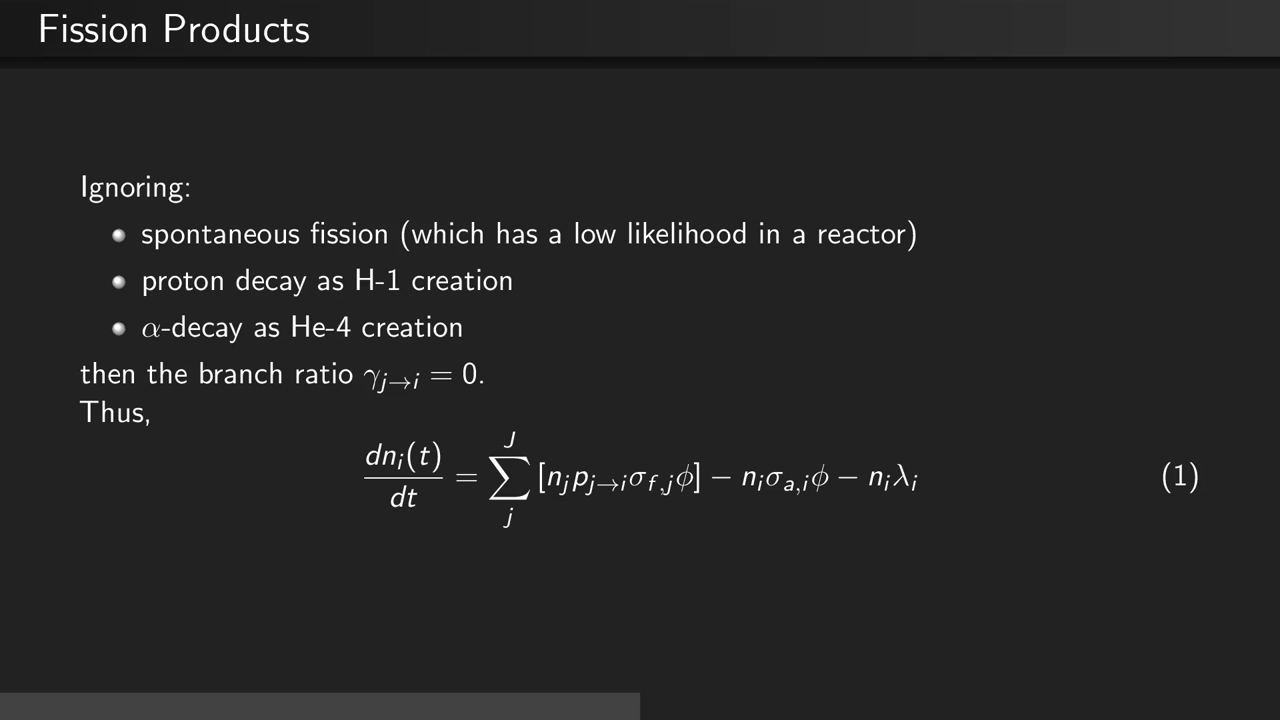 Fission Products
Ignoring:
• spontaneous fission (which has a low likelihood in a reactor)
• proton decay as H-1 creation
• α-decay as He-4 creation
then the branch ratio γ_{j→i} = 0.
Thus,
\frac{dn_i(t)}{dt} = \sum_{j}^{J} [n_j p_{j→i} σ_{f,j} ϕ] − n_i σ_{a,i} ϕ − n_i λ_i (1)